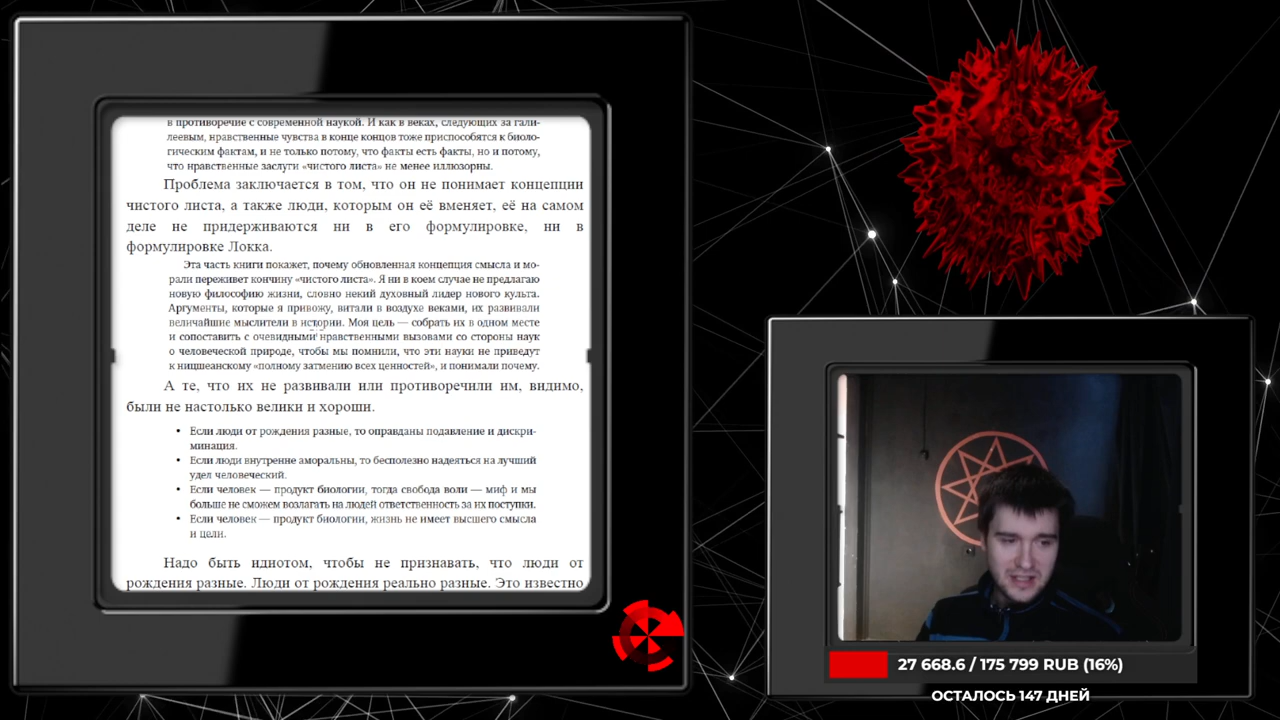 в противоречие с современной наукой. И как в веках, следующих за гали-
леевым, нравственные чувства в конце концов тоже приспособятся к биоло-
гическим фактам, и не только потому, что факты есть факты, но и потому,
что нравственные заслуги «чистого листа» не менее иллюзорны.
Проблема заключается в том, что он не понимает концепции
чистого листа, а также люди, которым он её вменяет, её на самом
деле не придерживаются ни в его формулировке, ни в
формулировке Локка.
Эта часть книги покажет, почему обновленная концепция смысла и мо-
рали переживет кончину «чистого листа». Я ни в коем случае не предлагаю
новую философию жизни, словно некий духовный лидер нового культа.
Аргументы, которые я привожу, витали в воздухе веками, их развивали
величайшие мыслители в истории. Моя цель — собрать их в одном месте
и сопоставить с очевидными нравственными вызовами со стороны наук
о человеческой природе, чтобы мы помнили, что эти науки не приведут
к ницшеанскому «полному затмению всех ценностей», и понимали почему.
А те, что их не развивали или противоречили им, видимо,
были не настолько велики и хороши.
• Если люди от рождения разные, то оправданы подавление и дискри-
минация.
• Если люди внутренне аморальны, то бесполезно надеяться на лучший
удел человеческий.
• Если человек — продукт биологии, тогда свобода воли — миф и мы
больше не сможем возлагать на людей ответственность за их поступки.
• Если человек — продукт биологии, жизнь не имеет высшего смысла
и цели.
Надо быть идиотом, чтобы не признавать, что люди от
рождения разные. Люди от рождения реально разные. Это известно
27 668.6 / 175 799 RUB (16%)
ОСТАЛОСЬ 147 ДНЕЙ